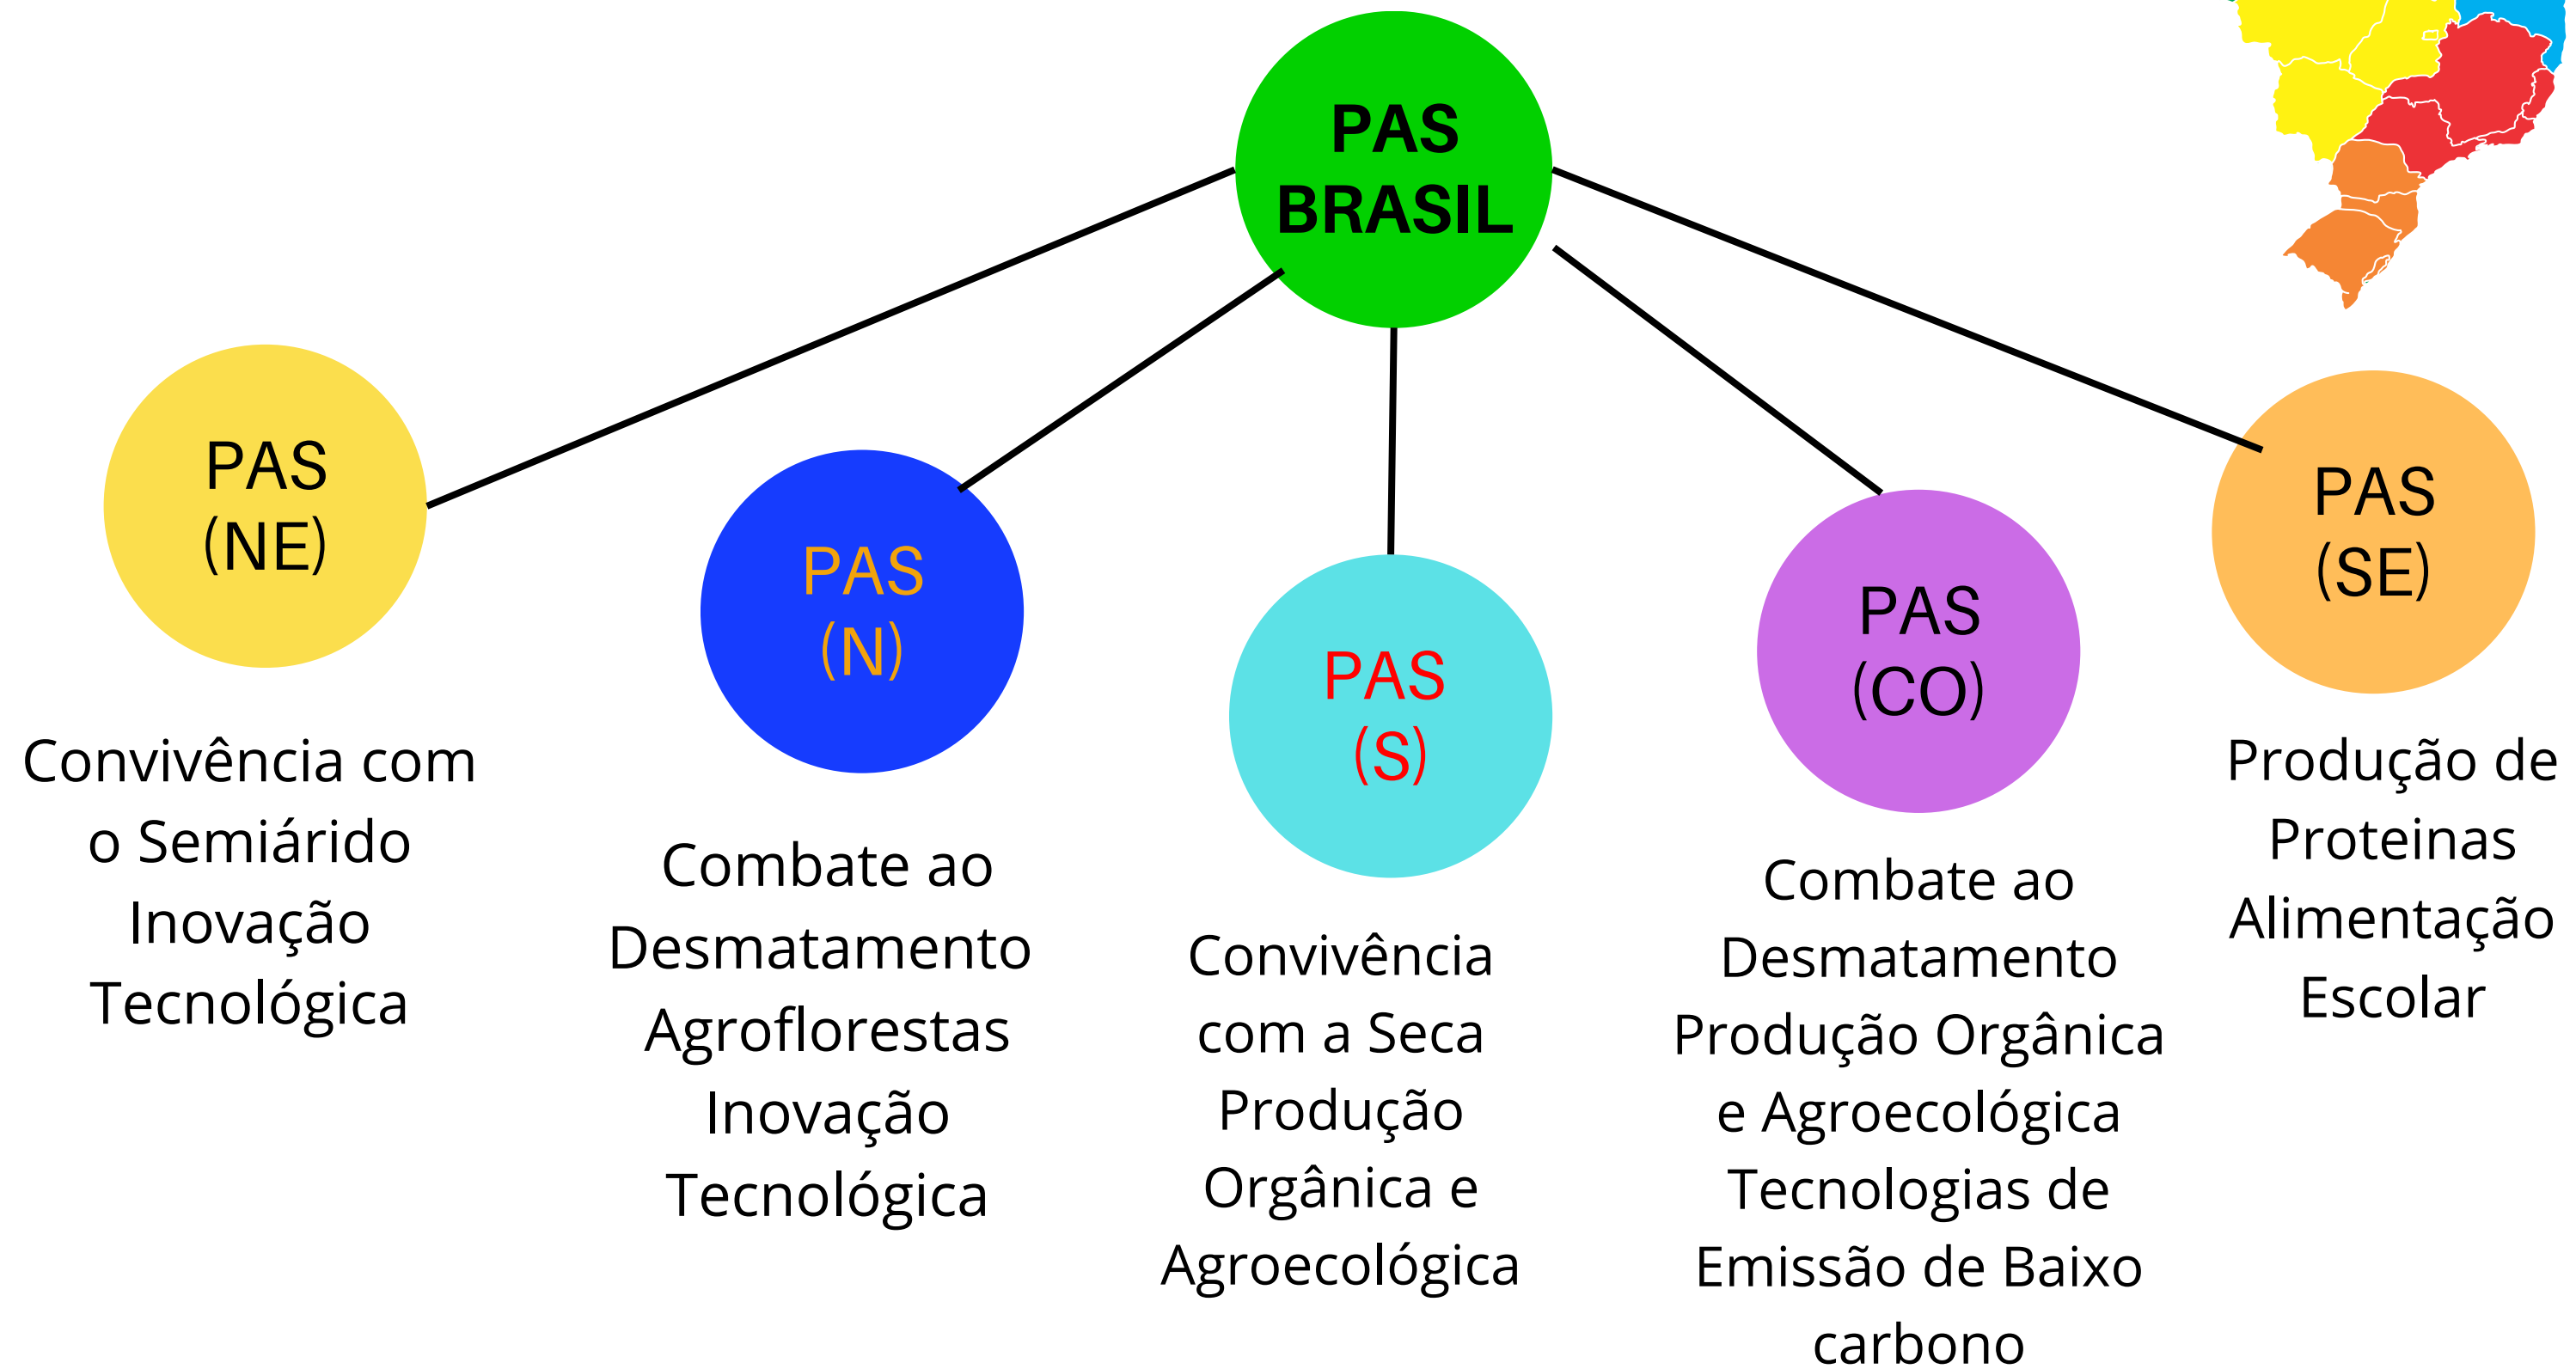 PAS
BRASIL
PAS
(NE)
Convivência com
o Semiárido
Inovação
Tecnológica
PAS
(N)
Combate ao
Desmatamento
Agroflorestas
Inovação
Tecnológica
PAS
(S)
Convivência
com a Seca
Produção
Orgânica e
Agroecológica
PAS
(CO)
Combate ao
Desmatamento
Produção Orgânica
e Agroecológica
Tecnologias de
Emissão de Baixo
carbono
PAS
(SE)
Produção de
Proteinas
Alimentação
Escolar